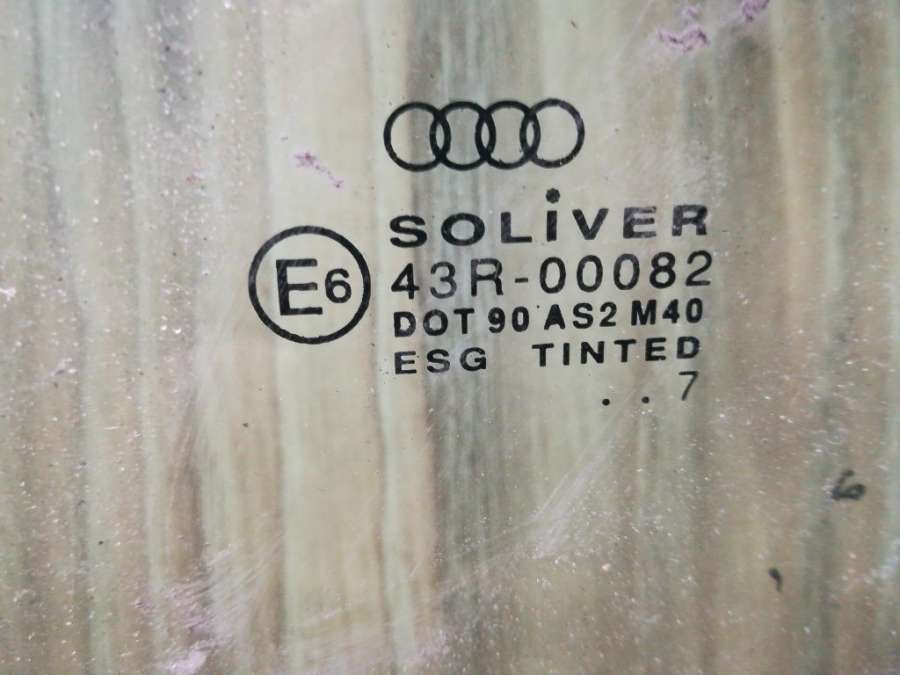 SOLiVER
E6
43R-00082
DOT 90 AS2 M40
ESG TINTED
. . 7